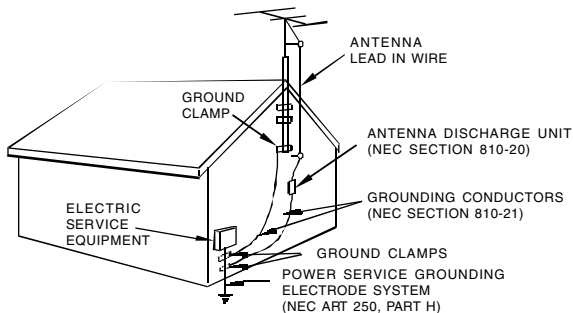 ANTENNA
LEAD IN WIRE
GROUND
CLAMP
ANTENNA DISCHARGE UNIT
(NEC SECTION 810-20)
GROUNDING CONDUCTORS
(NEC SECTION 810-21)
ELECTRIC
SERVICE
EQUIPMENT
GROUND CLAMPS
POWER SERVICE GROUNDING
ELECTRODE SYSTEM
(NEC ART 250, PART H)